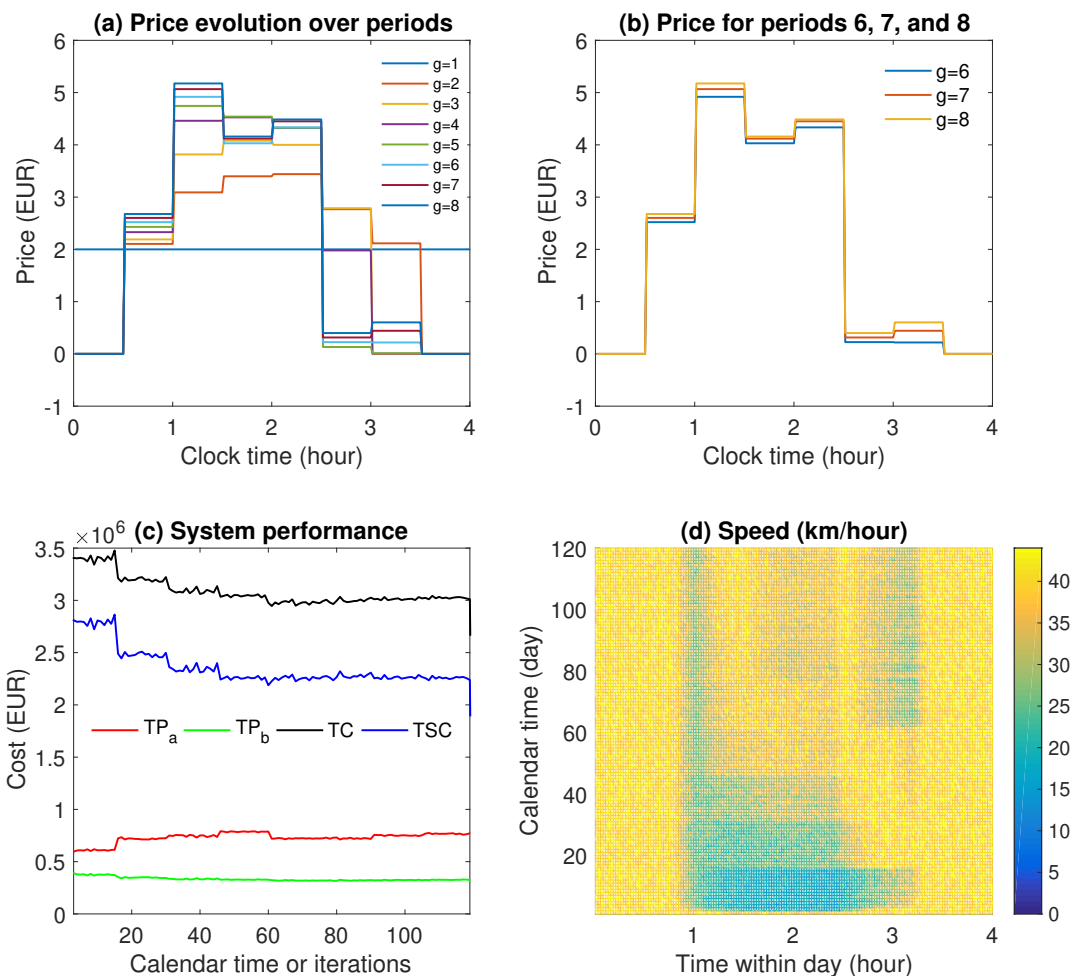 (a) Price evolution over periods
6
5
4
3
2
1
0
-1
Price (EUR)
g=1
g=2
g=3
g=4
g=5
g=6
g=7
g=8
0 1 2 3 4
Clock time (hour)
(b) Price for periods 6, 7, and 8
6
5
4
3
2
1
0
-1
Price (EUR)
g=6
g=7
g=8
0 1 2 3 4
Clock time (hour)
(c) System performance
×10^6
3.5
3
2.5
2
1.5
1
0.5
0
Cost (EUR)
TP_a TP_b TC TSC
20 40 60 80 100
Calendar time or iterations
(d) Speed (km/hour)
120
100
80
60
40
20
Calendar time (day)
1 2 3 4
Time within day (hour)
40
35
30
25
20
15
10
5
0